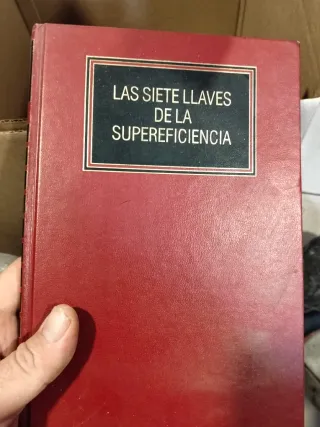 LAS SIETE LLAVES
DE LA
SUPEREFICIENCIA